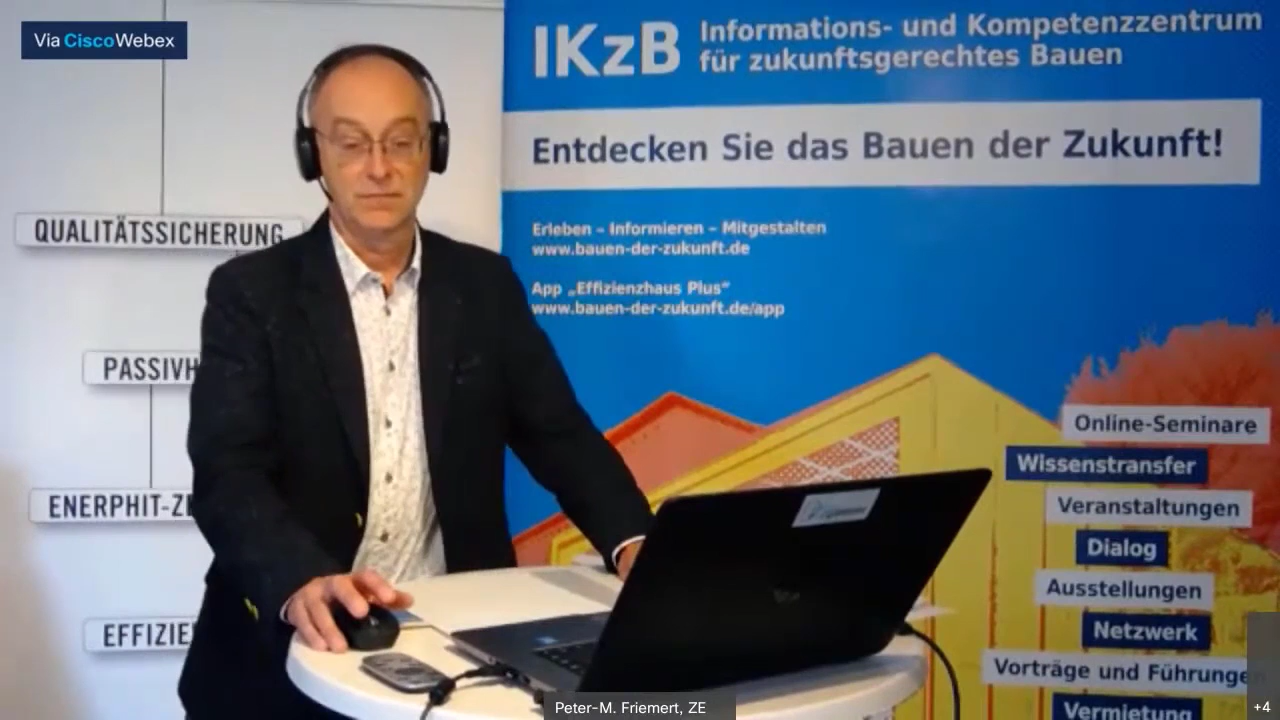 Via CiscoWebex
IKzB
Informations- und Kompetenzzentrum
für zukunftsgerechtes Bauen
Entdecken Sie das Bauen der Zukunft!
Erleben – Informieren – Mitgestalten
www.bauen-der-zukunft.de
App „Effizienzhaus Plus“
www.bauen-der-zukunft.de/app
QUALITÄTSSICHERUNG
PASSIVH
ENERPHIT-ZE
EFFIZIE
Online-Seminare
Wissenstransfer
Veranstaltungen
Dialog
Ausstellungen
Netzwerk
Vorträge und Führungen
Vermietung
Peter-M. Friemert, ZE
+4